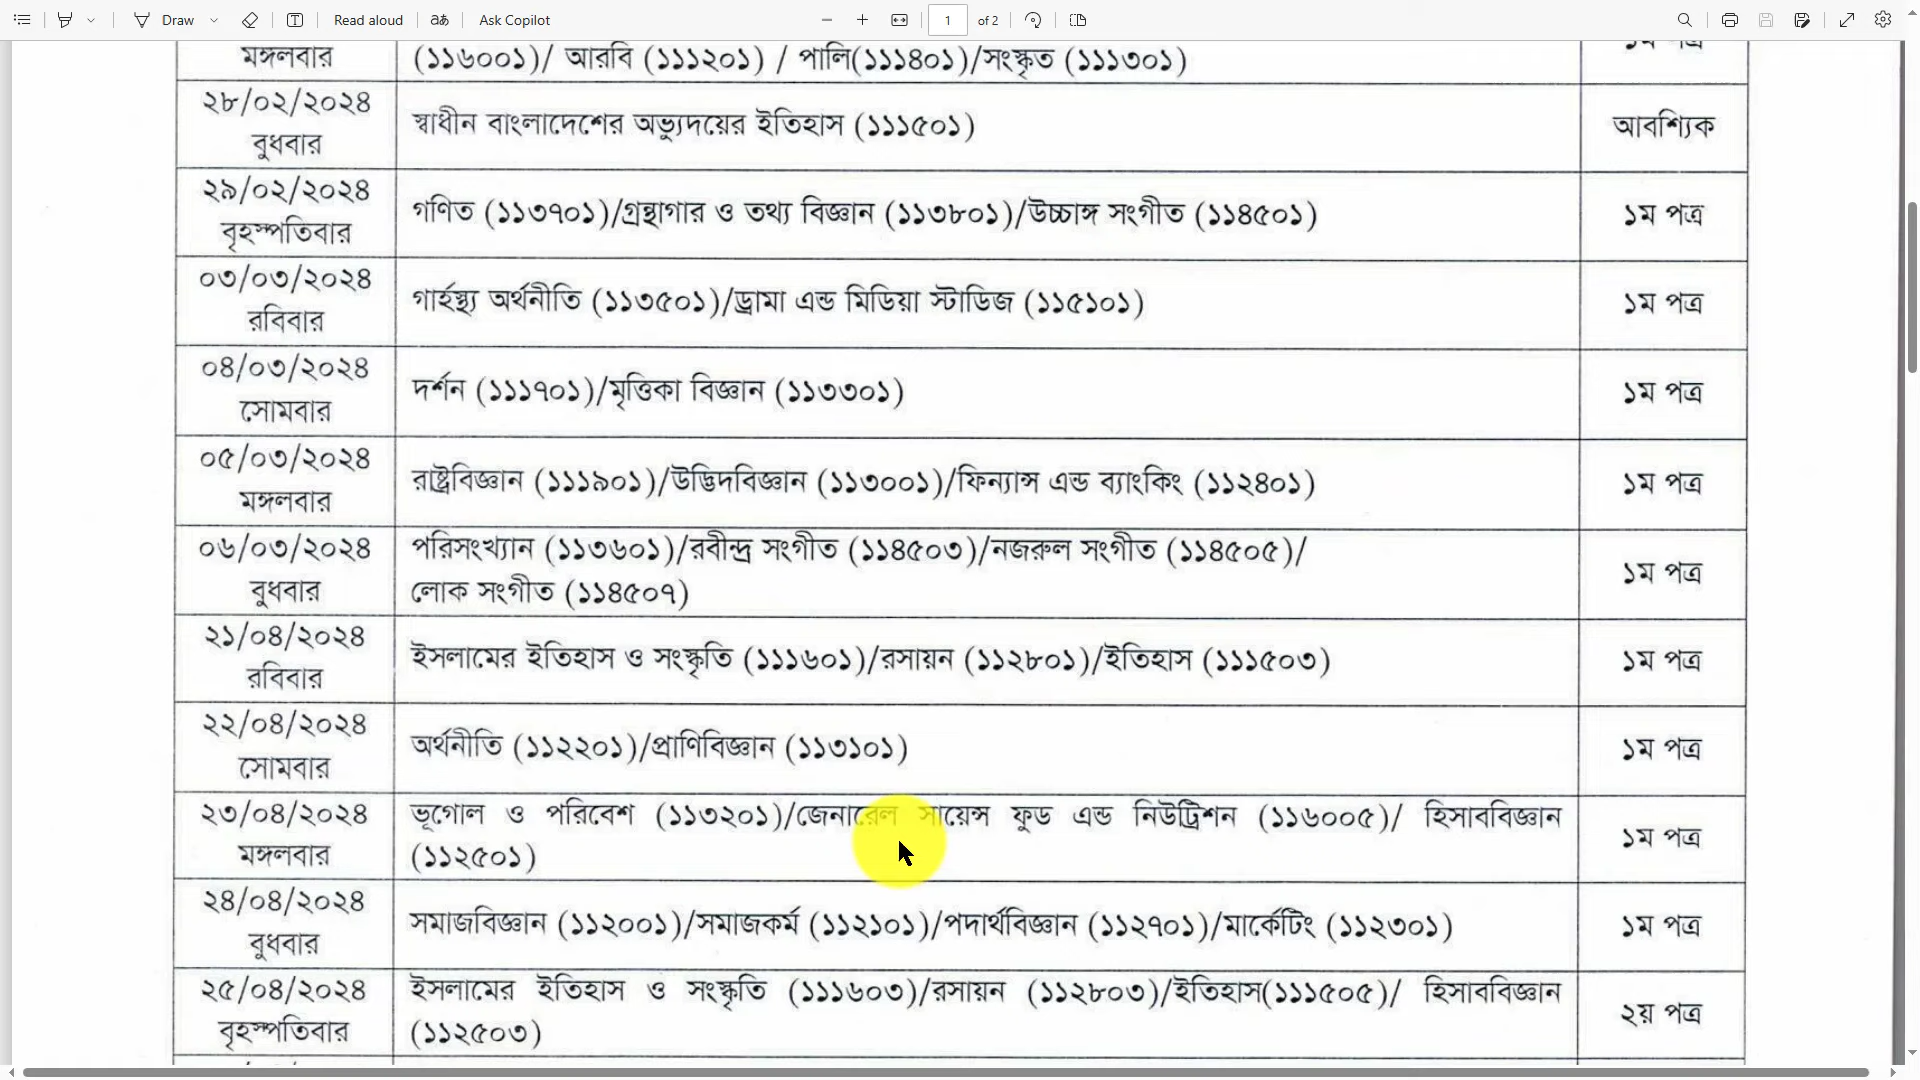 Draw
Read aloud
aあ
Ask Copilot
1
of 2
মঙ্গলবার
(১১৬০০১)/ আরবি (১১১২০১) / পালি(১১১৪০১)/সংস্কৃত (১১১৩০১)
১ম পত্র
২৮/০২/২০২৪
বুধবার
স্বাধীন বাংলাদেশের অভ্যুদয়ের ইতিহাস (১১১৫০১)
আবশ্যিক
২৯/০২/২০২৪
বৃহস্পতিবার
গণিত (১১৩৭০১)/গ্রন্থাগার ও তথ্য বিজ্ঞান (১১৩৮০১)/উচ্চাঙ্গ সংগীত (১১৪৫০১)
১ম পত্র
০৩/০৩/২০২৪
রবিবার
গার্হস্থ্য অর্থনীতি (১১৩৫০১)/ড্রামা এন্ড মিডিয়া স্টাডিজ (১১৫১০১)
১ম পত্র
০৪/০৩/২০২৪
সোমবার
দর্শন (১১১৭০১)/মৃত্তিকা বিজ্ঞান (১১৩৩০১)
১ম পত্র
০৫/০৩/২০২৪
মঙ্গলবার
রাষ্ট্রবিজ্ঞান (১১১৯০১)/উদ্ভিদবিজ্ঞান (১১৩০০১)/ফিন্যান্স এন্ড ব্যাংকিং (১১২৪০১)
১ম পত্র
০৬/০৩/২০২৪
বুধবার
পরিসংখ্যান (১১৩৬০১)/রবীন্দ্র সংগীত (১১৪৫০৩)/নজরুল সংগীত (১১৪৫০৫)/
লোক সংগীত (১১৪৫০৭)
১ম পত্র
২১/০৪/২০২৪
রবিবার
ইসলামের ইতিহাস ও সংস্কৃতি (১১১৬০১)/রসায়ন (১১২৮০১)/ইতিহাস (১১১৫০৩)
১ম পত্র
২২/০৪/২০২৪
সোমবার
অর্থনীতি (১১২২০১)/প্রাণিবিজ্ঞান (১১৩১০১)
১ম পত্র
২৩/০৪/২০২৪
মঙ্গলবার
ভূগোল ও পরিবেশ (১১৩২০১)/জেনারেল সায়েন্স ফুড এন্ড নিউট্রিশন (১১৬০০৫)/ হিসাববিজ্ঞান
(১১২৫০১)
১ম পত্র
২৪/০৪/২০২৪
বুধবার
সমাজবিজ্ঞান (১১২০০১)/সমাজকর্ম (১১২১০১)/পদার্থবিজ্ঞান (১১২৭০১)/মার্কেটিং (১১২৩০১)
১ম পত্র
২৫/০৪/২০২৪
বৃহস্পতিবার
ইসলামের ইতিহাস ও সংস্কৃতি (১১১৬০৩)/রসায়ন (১১২৮০৩)/ইতিহাস(১১১৫০৫)/ হিসাববিজ্ঞান
(১১২৫০৩)
২য় পত্র